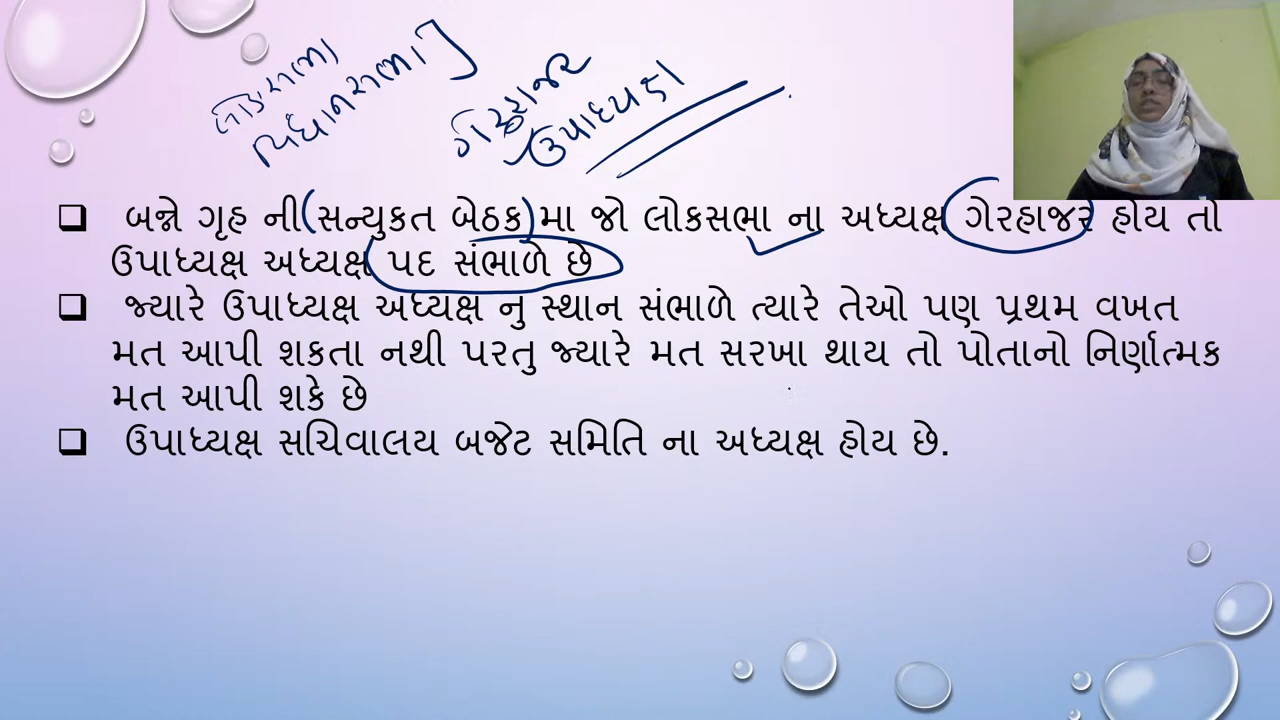 લોકસભા
વિધાનસભા]
ગેરહાજર
ઉપાધ્યક્ષ
❑ બન્ને ગૃહ ની (સન્યુકત બેઠક) મા જો લોકસભા ના અધ્યક્ષ ગેરહાજર હોય તો
ઉપાધ્યક્ષ અધ્યક્ષ પદ સંભાળે છે
❑ જ્યારે ઉપાધ્યક્ષ અધ્યક્ષ નુ સ્થાન સંભાળે ત્યારે તેઓ પણ પ્રથમ વખત
મત આપી શકતા નથી પરતુ જ્યારે મત સરખા થાય તો પોતાનો નિર્ણાત્મક
મત આપી શકે છે
❑ ઉપાધ્યક્ષ સચિવાલય બજેટ સમિતિ ના અધ્યક્ષ હોય છે.